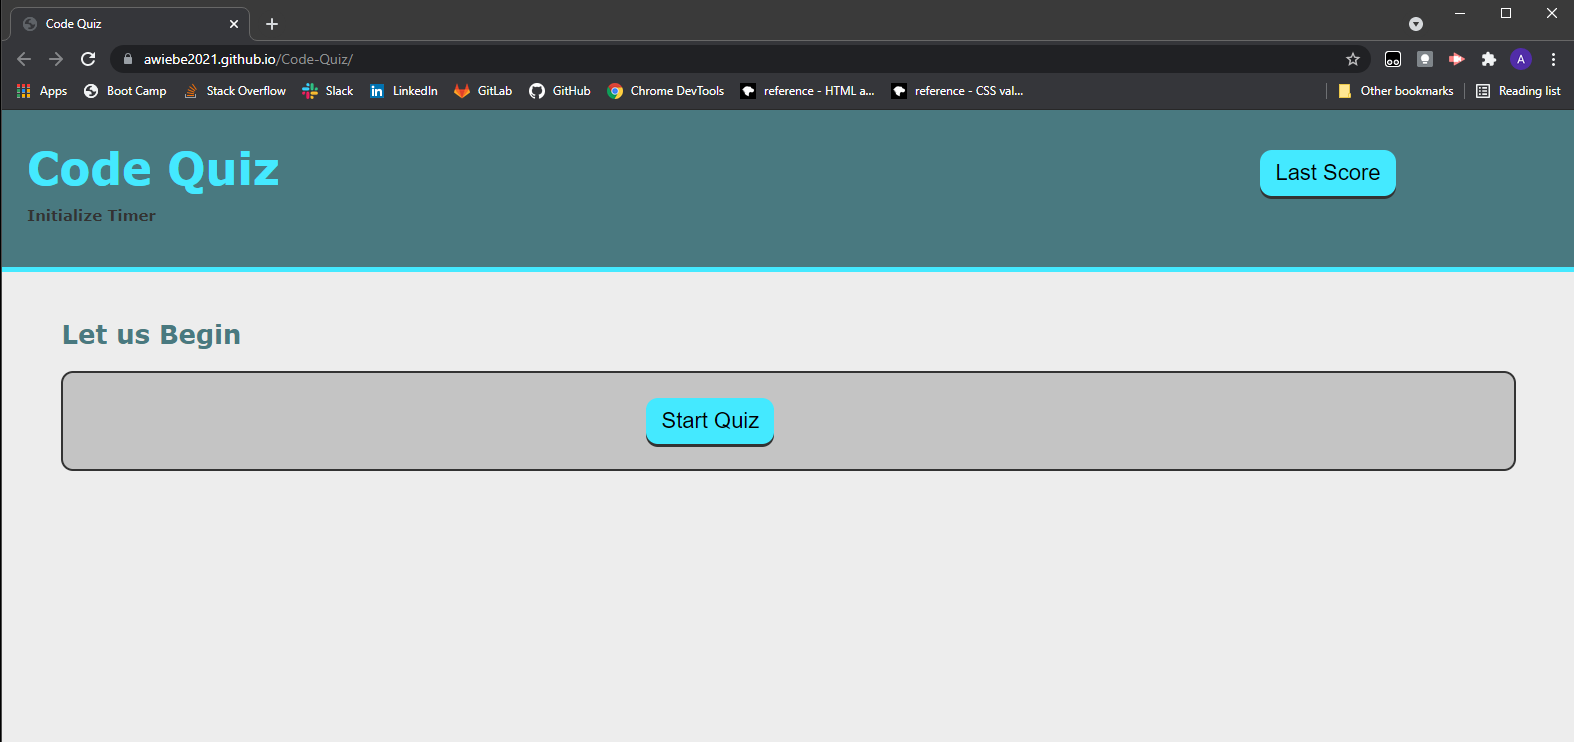 Code Quiz
awiebe2021.github.io/Code-Quiz/
A
Apps Boot Camp Stack Overflow Slack LinkedIn GitLab GitHub Chrome DevTools reference - HTML a... reference - CSS val... Other bookmarks Reading list
Code Quiz
Last Score
Initialize Timer
Let us Begin
Start Quiz